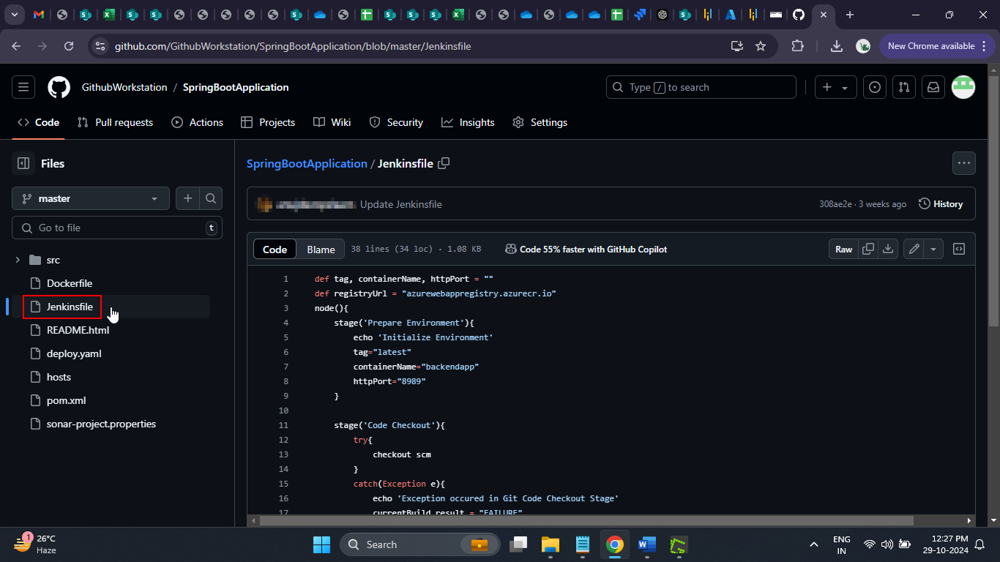 github.com/GithubWorkstation/SpringBootApplication/blob/master/Jenkinsfile
New Chrome available
GithubWorkstation / SpringBootApplication
Type / to search
Code
Pull requests
Actions
Projects
Wiki
Security
Insights
Settings
Files
SpringBootApplication / Jenkinsfile
master
Update Jenkinsfile
308ae2e · 3 weeks ago
History
Go to file
t
Code
Blame
38 lines (34 loc) · 1.08 KB
Code 55% faster with GitHub Copilot
Raw
src
Dockerfile
Jenkinsfile
README.html
deploy.yaml
hosts
pom.xml
sonar-project.properties
1 def tag, containerName, httpPort = ""
2 def registryUrl = "azurewebappregistry.azurecr.io"
3 node(){
4 stage('Prepare Environment'){
5 echo 'Initialize Environment'
6 tag="latest"
7 containerName="backendapp"
8 httpPort="8989"
9 }
10
11 stage('Code Checkout'){
12 try{
13 checkout scm
14 }
15 catch(Exception e){
16 echo 'Exception occured in Git Code Checkout Stage'
17 currentBuild.result = "FAILURE"
1
26°C
Haze
Search
ENG
IN
12:27 PM
29-10-2024